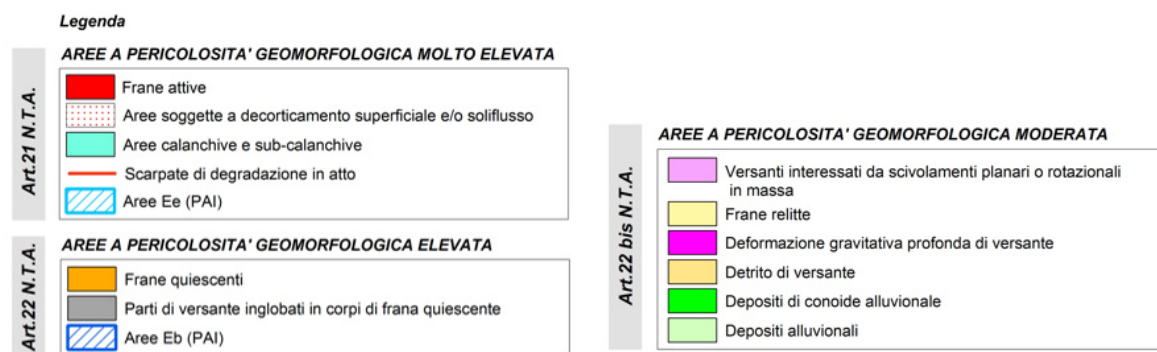 Legenda
Art.21 N.T.A.
AREE A PERICOLOSITA' GEOMORFOLOGICA MOLTO ELEVATA
Frane attive
Aree soggette a decorticamento superficiale e/o soliflusso
Aree calanchive e sub-calanchive
Scarpate di degradazione in atto
Aree Ee (PAI)
Art.22 N.T.A.
AREE A PERICOLOSITA' GEOMORFOLOGICA ELEVATA
Frane quiescenti
Parti di versante inglobati in corpi di frana quiescente
Aree Eb (PAI)
Art.22 bis N.T.A.
AREE A PERICOLOSITA' GEOMORFOLOGICA MODERATA
Versanti interessati da scivolamenti planari o rotazionali
in massa
Frane relitte
Deformazione gravitativa profonda di versante
Detrito di versante
Depositi di conoide alluvionale
Depositi alluvionali